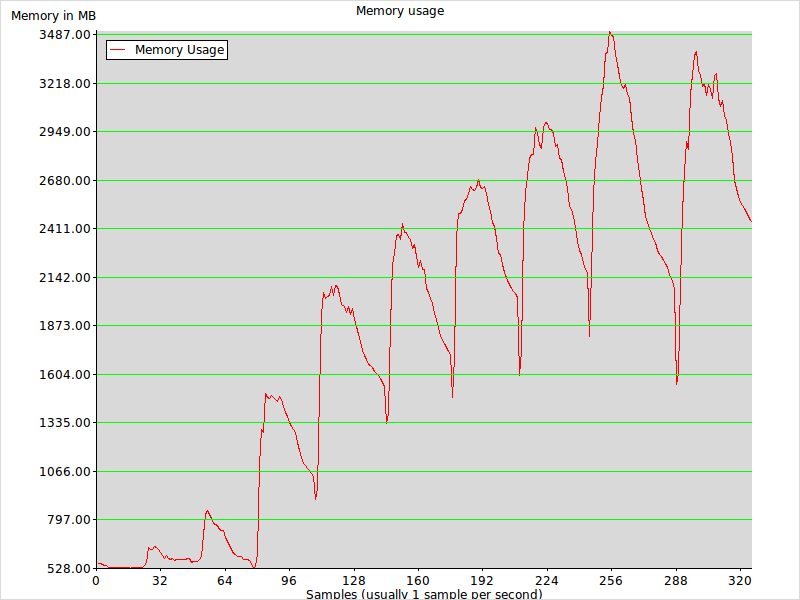 Memory usage
Memory in MB
Memory Usage
3487.00
3218.00
2949.00
2680.00
2411.00
2142.00
1873.00
1604.00
1335.00
1066.00
797.00
528.00
0 32 64 96 128 160 192 224 256 288 320
Samples (usually 1 sample per second)